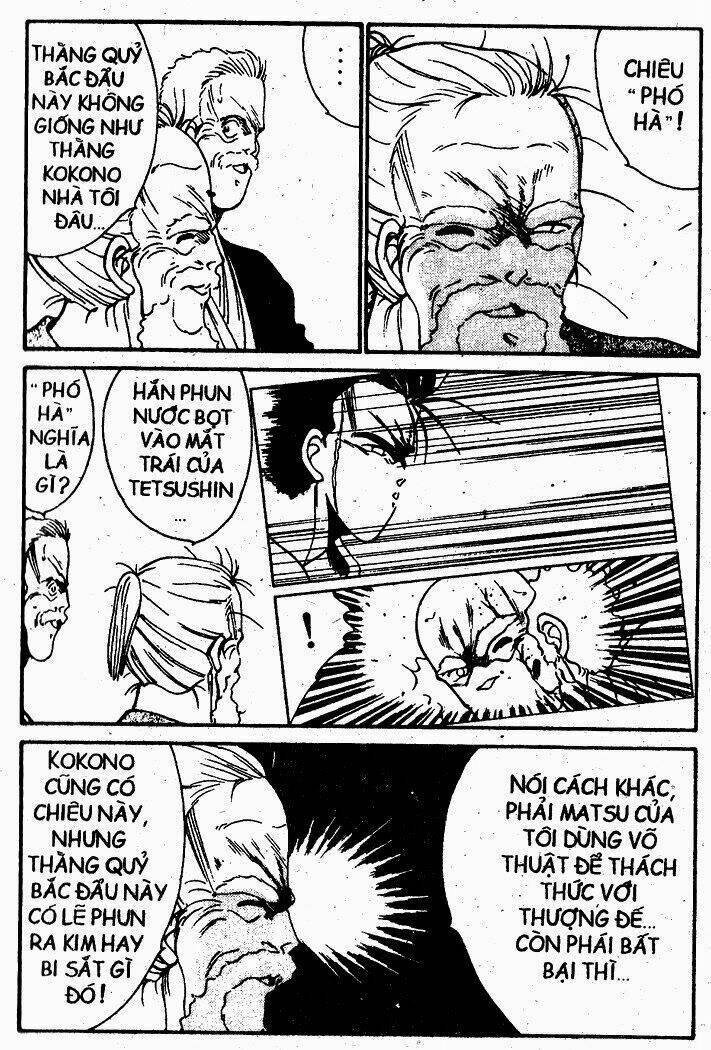 THẰNG QUỶ
BẮC ĐẨU
NÀY KHÔNG
GIỐNG NHƯ
THẰNG
KOKONO
NHÀ TÔI
ĐÂU...
...
CHIÊU
"PHÓ
HÀ"!
"PHÓ
HÀ"
NGHĨA
LÀ
GÌ?
HẮN PHUN
NƯỚC BỌT
VÀO MẮT
TRÁI CỦA
TETSUSHIN
...
!
KOKONO
CŨNG CÓ
CHIÊU NÀY,
NHƯNG
THẰNG QUỶ
BẮC ĐẨU NÀY
CÓ LẼ PHUN
RA KIM HAY
BI SẮT GÌ
ĐÓ!
NÓI CÁCH KHÁC,
PHÁI MATSU CỦA
TÔI DÙNG VÕ
THUẬT ĐỂ THÁCH
THỨC VỚI
THƯỢNG ĐẾ...
CÒN PHÁI BẤT
BẠI THÌ...